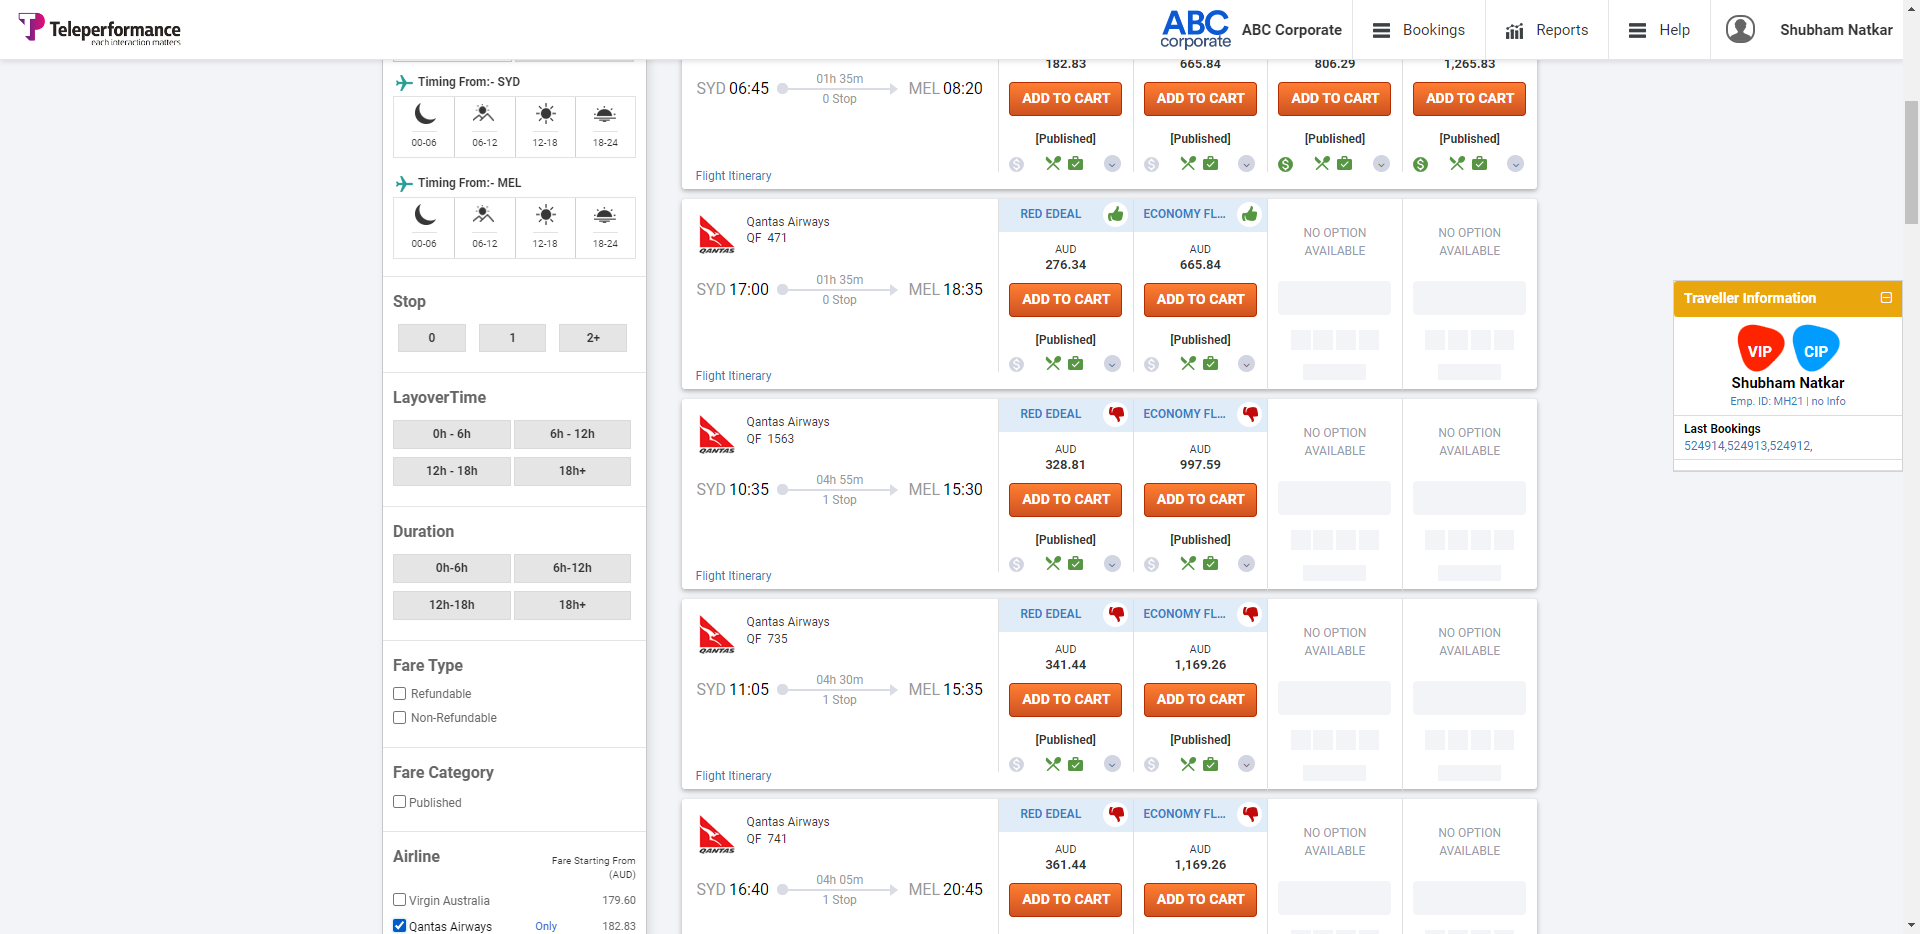 Teleperformance
each interaction matters
ABC
corporate
ABC Corporate
Bookings
Reports
Help
Shubham Natkar
Timing From:- SYD
00-06
06-12
12-18
18-24
Timing From:- MEL
00-06
06-12
12-18
18-24
Stop
0
1
2+
LayoverTime
0h - 6h
6h - 12h
12h - 18h
18h+
Duration
0h-6h
6h-12h
12h-18h
18h+
Fare Type
Refundable
Non-Refundable
Fare Category
Published
Airline
Fare Starting From
(AUD)
Virgin Australia 179.60
Qantas Airways Only 182.83
182.83
665.84
806.29
1,265.83
SYD 06:45
01h 35m
0 Stop
MEL 08:20
ADD TO CART
ADD TO CART
ADD TO CART
ADD TO CART
[Published]
[Published]
[Published]
[Published]
Flight Itinerary
QANTAS
Qantas Airways
QF 471
SYD 17:00
01h 35m
0 Stop
MEL 18:35
Flight Itinerary
RED EDEAL
AUD
276.34
ADD TO CART
[Published]
ECONOMY FL...
AUD
665.84
ADD TO CART
[Published]
NO OPTION
AVAILABLE
NO OPTION
AVAILABLE
QANTAS
Qantas Airways
QF 1563
SYD 10:35
04h 55m
1 Stop
MEL 15:30
Flight Itinerary
RED EDEAL
AUD
328.81
ADD TO CART
[Published]
ECONOMY FL...
AUD
997.59
ADD TO CART
[Published]
NO OPTION
AVAILABLE
NO OPTION
AVAILABLE
QANTAS
Qantas Airways
QF 735
SYD 11:05
04h 30m
1 Stop
MEL 15:35
Flight Itinerary
RED EDEAL
AUD
341.44
ADD TO CART
[Published]
ECONOMY FL...
AUD
1,169.26
ADD TO CART
[Published]
NO OPTION
AVAILABLE
NO OPTION
AVAILABLE
QANTAS
Qantas Airways
QF 741
SYD 16:40
04h 05m
1 Stop
MEL 20:45
RED EDEAL
AUD
361.44
ADD TO CART
ECONOMY FL...
AUD
1,169.26
ADD TO CART
NO OPTION
AVAILABLE
NO OPTION
AVAILABLE
Traveller Information
VIP
CIP
Shubham Natkar
Emp. ID: MH21 | no Info
Last Bookings
524914,524913,524912,